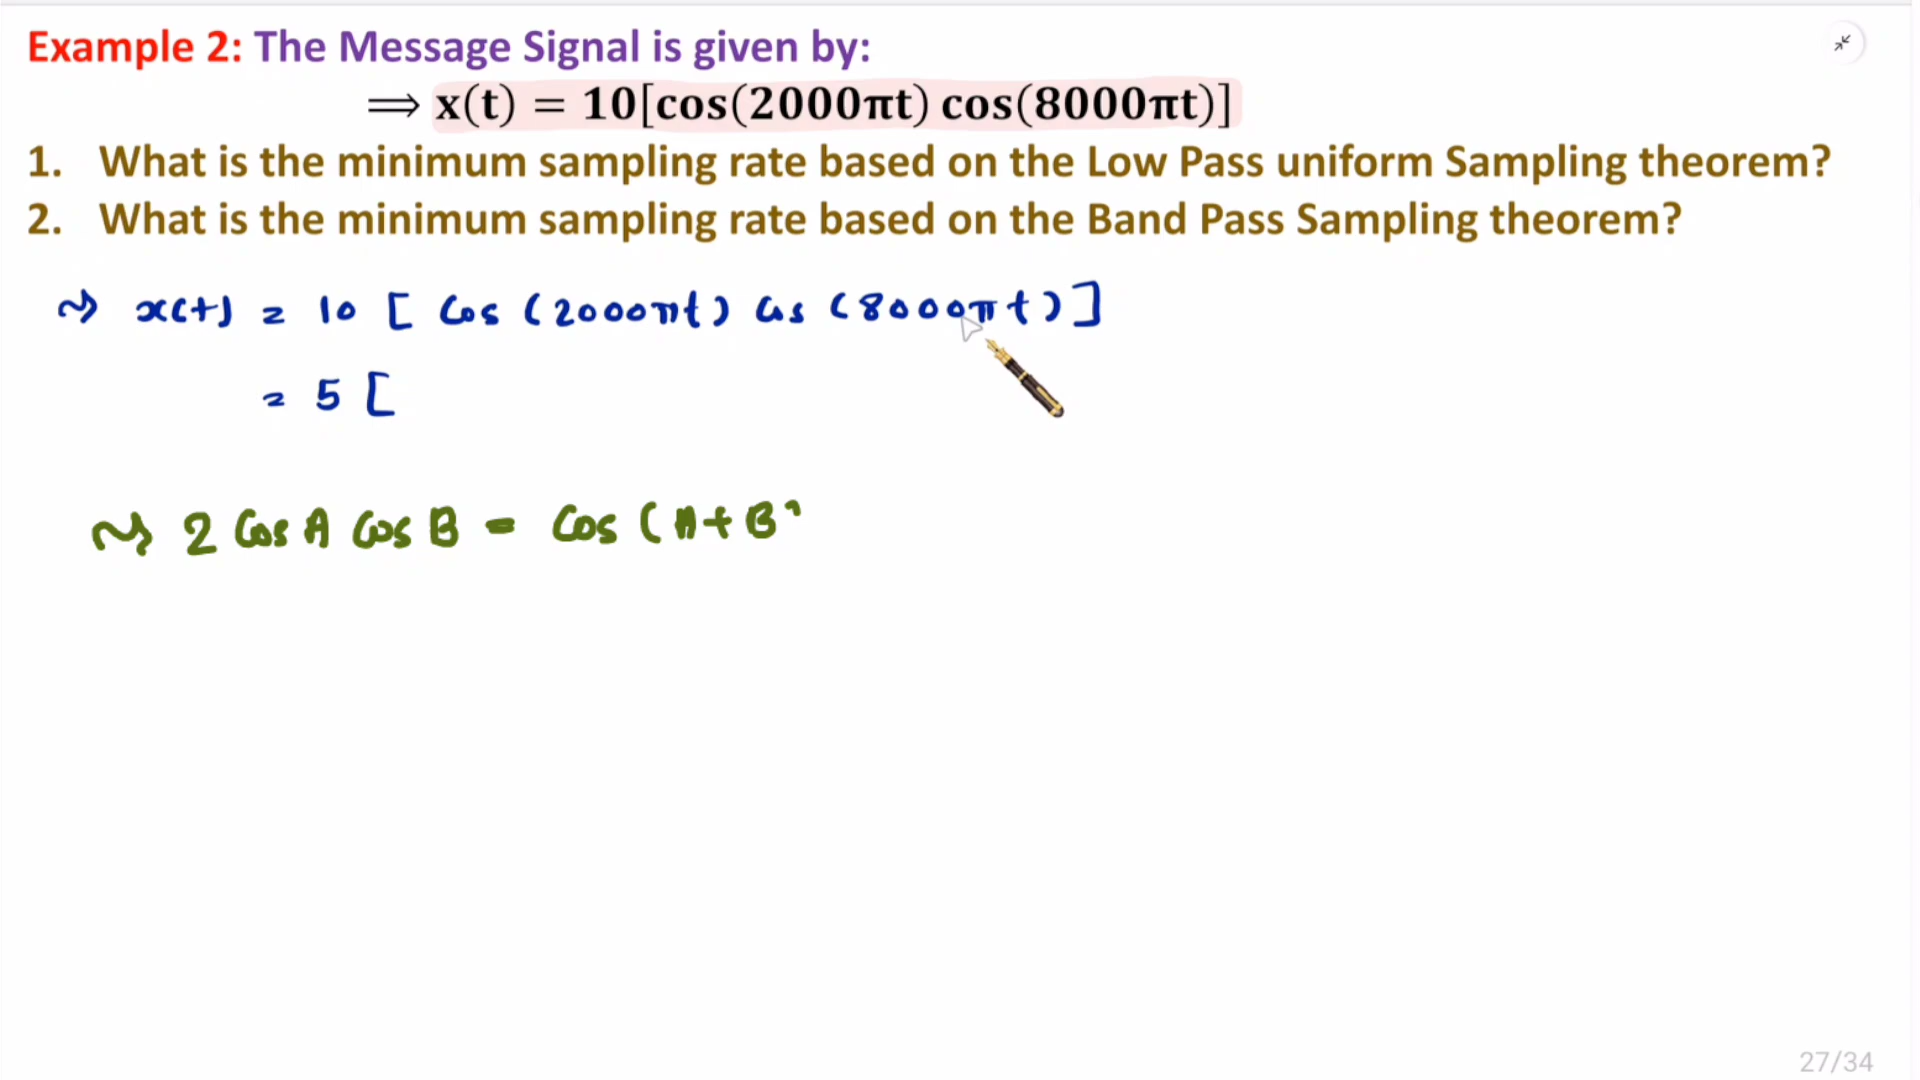 Example 2: The Message Signal is given by:
⟹ x(t) = 10[cos(2000πt) cos(8000πt)]
1. What is the minimum sampling rate based on the Low Pass uniform Sampling theorem?
2. What is the minimum sampling rate based on the Band Pass Sampling theorem?
x(t) = 10 [ Cos (2000πt) Cos (8000πt) ]
= 5 [
2 Cos A Cos B = Cos (A+B
27/34